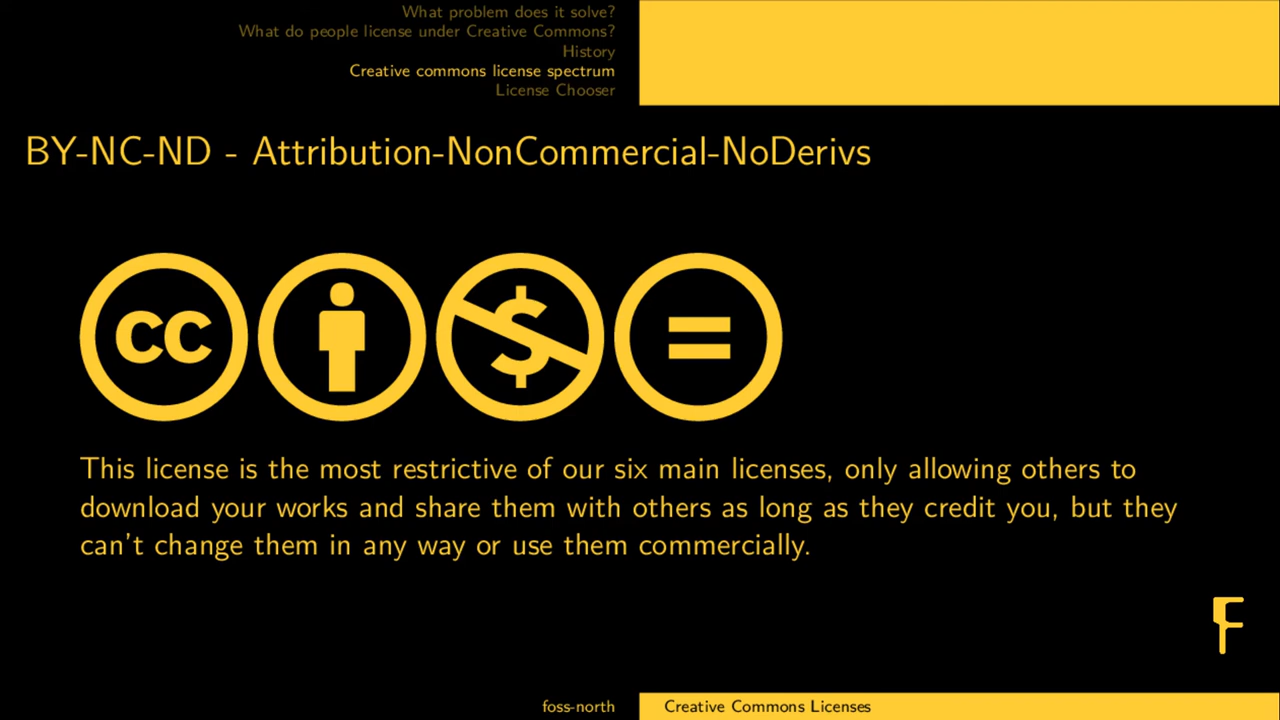 What problem does it solve?
What do people license under Creative Commons?
History
Creative commons license spectrum
License Chooser
BY-NC-ND - Attribution-NonCommercial-NoDerivs
cc $ =
This license is the most restrictive of our six main licenses, only allowing others to
download your works and share them with others as long as they credit you, but they
can't change them in any way or use them commercially.
F
foss-north
Creative Commons Licenses